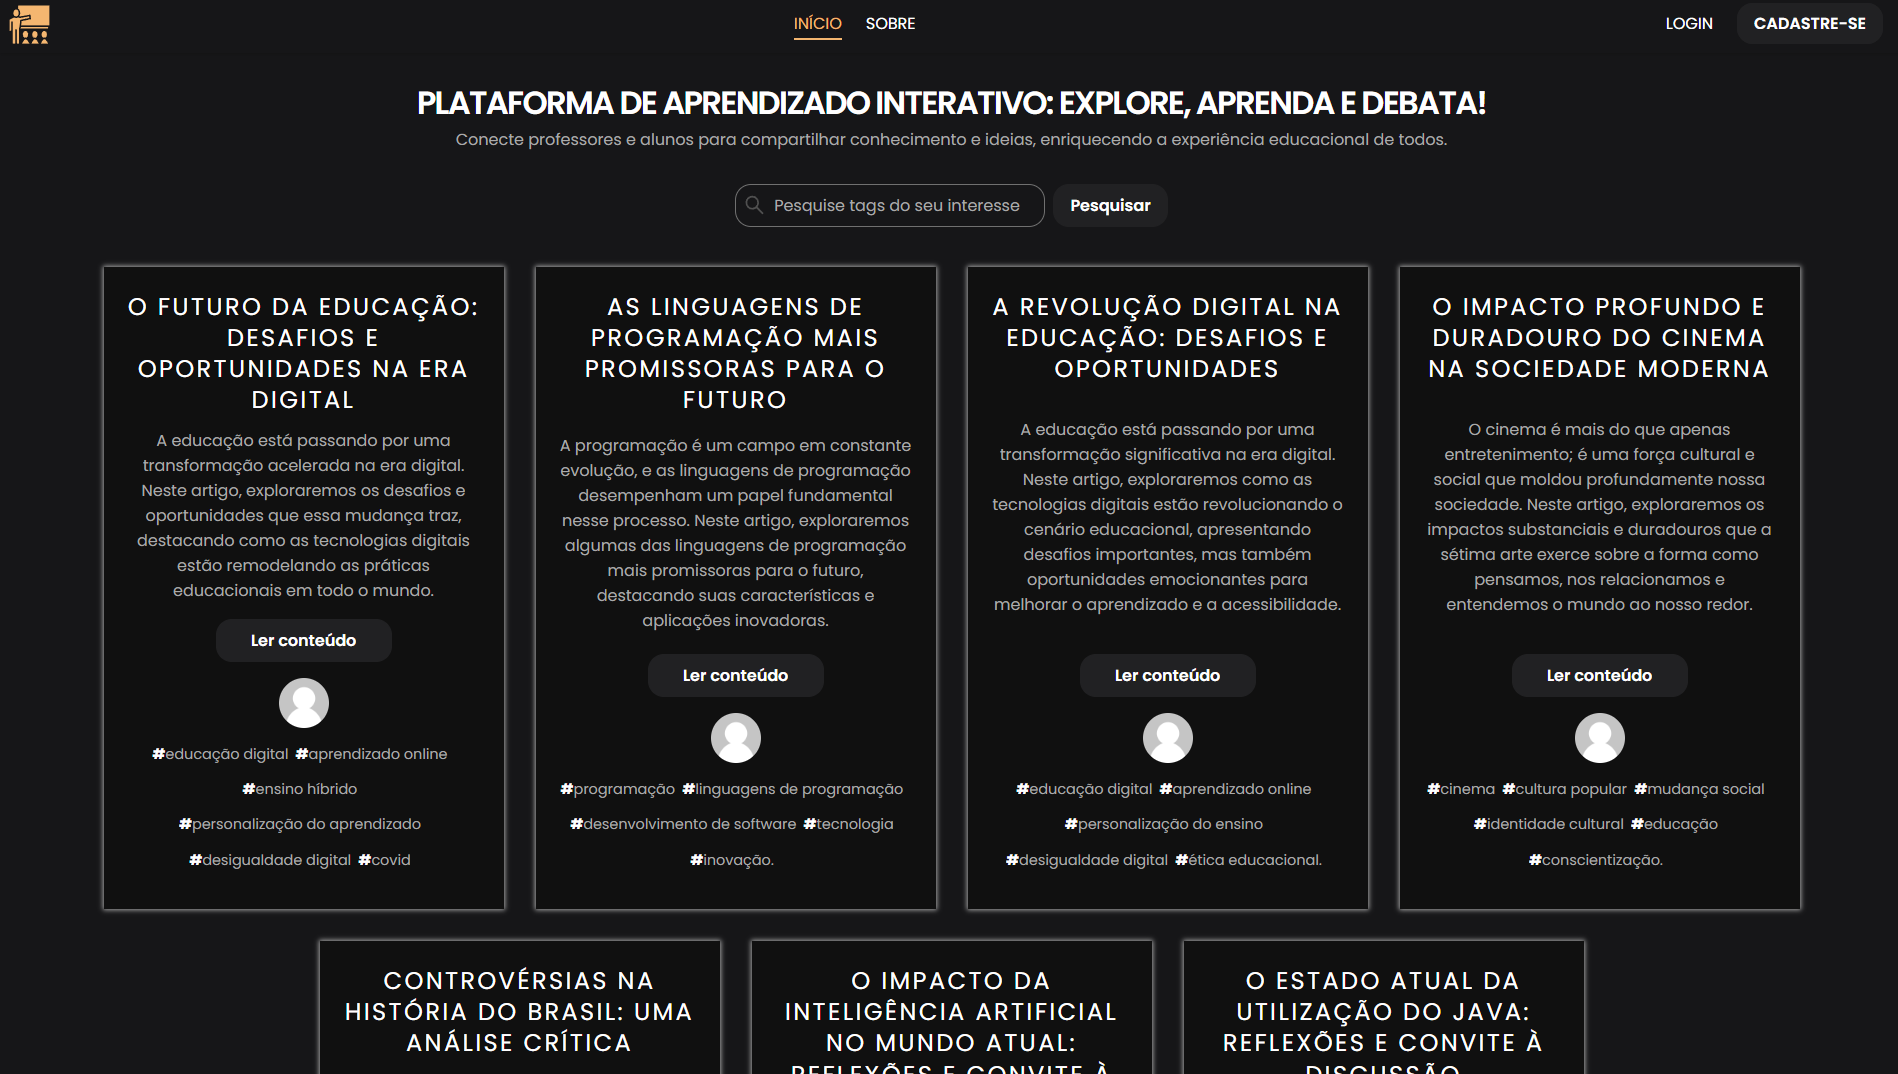 INÍCIO
SOBRE
LOGIN
CADASTRE-SE
PLATAFORMA DE APRENDIZADO INTERATIVO: EXPLORE, APRENDA E DEBATA!
Conecte professores e alunos para compartilhar conhecimento e ideias, enriquecendo a experiência educacional de todos.
Pesquise tags do seu interesse
Pesquisar
O FUTURO DA EDUCAÇÃO:
DESAFIOS E
OPORTUNIDADES NA ERA
DIGITAL
A educação está passando por uma
transformação acelerada na era digital.
Neste artigo, exploraremos os desafios e
oportunidades que essa mudança traz,
destacando como as tecnologias digitais
estão remodelando as práticas
educacionais em todo o mundo.
Ler conteúdo
#educação digital #aprendizado online
#ensino híbrido
#personalização do aprendizado
#desigualdade digital #covid
AS LINGUAGENS DE
PROGRAMAÇÃO MAIS
PROMISSORAS PARA O
FUTURO
A programação é um campo em constante
evolução, e as linguagens de programação
desempenham um papel fundamental
nesse processo. Neste artigo, exploraremos
algumas das linguagens de programação
mais promissoras para o futuro,
destacando suas características e
aplicações inovadoras.
Ler conteúdo
#programação #linguagens de programação
#desenvolvimento de software #tecnologia
#inovação.
A REVOLUÇÃO DIGITAL NA
EDUCAÇÃO: DESAFIOS E
OPORTUNIDADES
A educação está passando por uma
transformação significativa na era digital.
Neste artigo, exploraremos como as
tecnologias digitais estão revolucionando o
cenário educacional, apresentando
desafios importantes, mas também
oportunidades emocionantes para
melhorar o aprendizado e a acessibilidade.
Ler conteúdo
#educação digital #aprendizado online
#personalização do ensino
#desigualdade digital #ética educacional.
O IMPACTO PROFUNDO E
DURADOURO DO CINEMA
NA SOCIEDADE MODERNA
O cinema é mais do que apenas
entretenimento; é uma força cultural e
social que moldou profundamente nossa
sociedade. Neste artigo, exploraremos os
impactos substanciais e duradouros que a
sétima arte exerce sobre a forma como
pensamos, nos relacionamos e
entendemos o mundo ao nosso redor.
Ler conteúdo
#cinema #cultura popular #mudança social
#identidade cultural #educação
#conscientização.
CONTROVÉRSIAS NA
HISTÓRIA DO BRASIL: UMA
ANÁLISE CRÍTICA
O IMPACTO DA
INTELIGÊNCIA ARTIFICIAL
NO MUNDO ATUAL:
REFLEXÕES E CONVITE À
O ESTADO ATUAL DA
UTILIZAÇÃO DO JAVA:
REFLEXÕES E CONVITE À
DISCUSSÃO